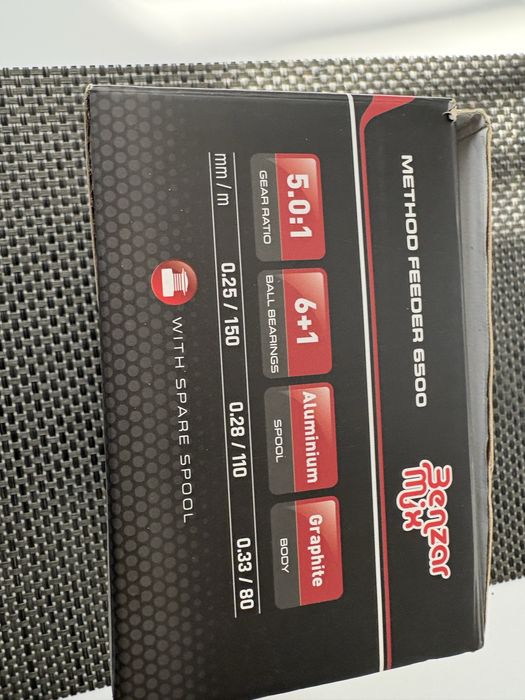 METHOD FEEDER 6500
Benzar
Mix
5.0:1
GEAR RATIO
6+1
BALL BEARINGS
Aluminium
SPOOL
Graphite
BODY
mm / m 0.25 / 150 0.28 / 110 0.33 / 80
WITH SPARE SPOOL